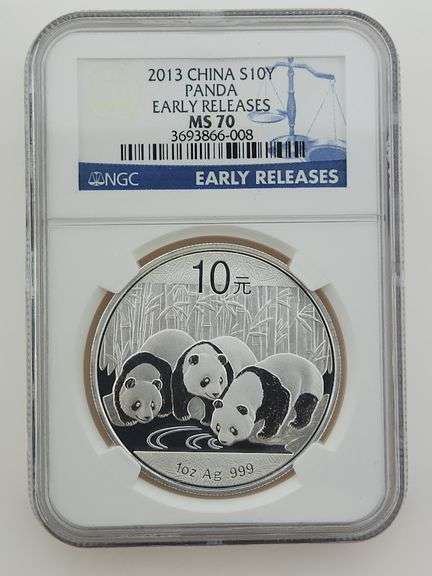 2013 CHINA S10Y
PANDA
EARLY RELEASES
MS 70
3693866-008
NGC
EARLY RELEASES
10元
1oz Ag .999